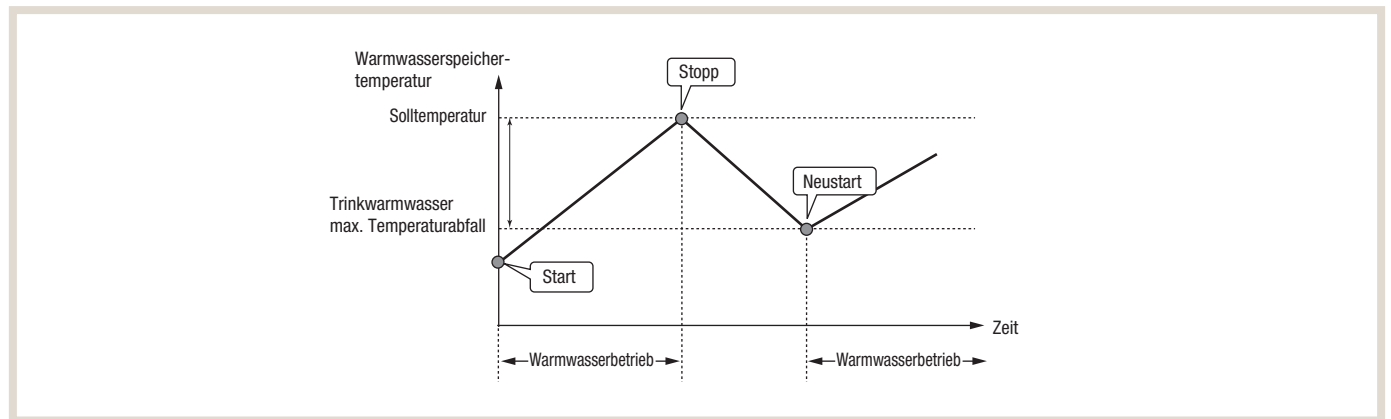 Warmwasserspeicher-
temperatur
Stopp
Solltemperatur
Neustart
Trinkwarmwasser
max. Temperaturabfall
Start
Zeit
Warmwasserbetrieb
Warmwasserbetrieb